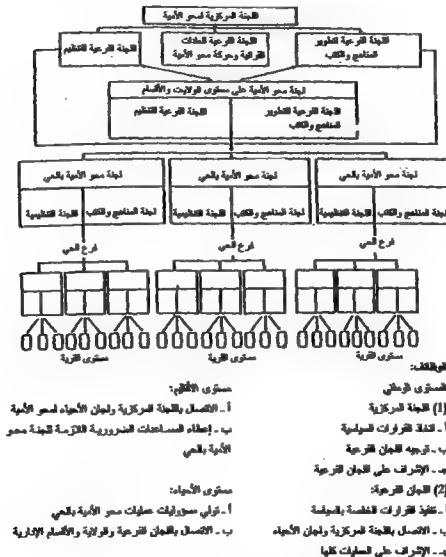 اللجنة المركزية لمحو الأمية
اللجنة الفرعية لتطوير
المناهج والكتب
اللجنة الفرعية للعادات
القرائية وحركة محو الأمية
اللجنة الفرعية للتنظيم
لجنة محو الأمية على مستوى الولايات والأقسام
اللجنة الفرعية لتطوير
المناهج والكتب
اللجنة الفرعية للتنظيم
لجنة محو الأمية بالحي
لجنة محو الأمية بالحي
لجنة محو الأمية بالحي
لجنة المناهج والكتب
اللجنة التنظيمية
لجنة المناهج والكتب
اللجنة التنظيمية
لجنة المناهج والكتب
اللجنة التنظيمية
فرع الحي
فرع الحي
فرع الحي
مستوى القرية
مستوى القرية
مستوى القرية
الوظائف:
المستوى الوطني
(1) اللجنة المركزية
أ ـ اتخاذ القرارات السياسية
ب ـ توجيه اللجان الفرعية
جـ ـ الإشراف على اللجان الفرعية
(2) اللجان الفرعية:
أ ـ تنفيذ القرارات الخاصة بالسياسة
ب ـ الاتصال باللجنة المركزية ولجان الأحياء
جـ ـ الإشراف على العمليات كلها
مستوى الأقاليم:
أ ـ الاتصال باللجنة المركزية ولجان الأحياء لمحو الأمية
ب ـ إعطاء المساعدات الضرورية اللازمة للجنة محو
الأمية بالحي
مستوى الأحياء:
أ ـ تولي مسؤوليات عمليات محو الأمية بالحي
ب ـ الاتصال باللجان الفرعية والولاية والأقسام الإدارية